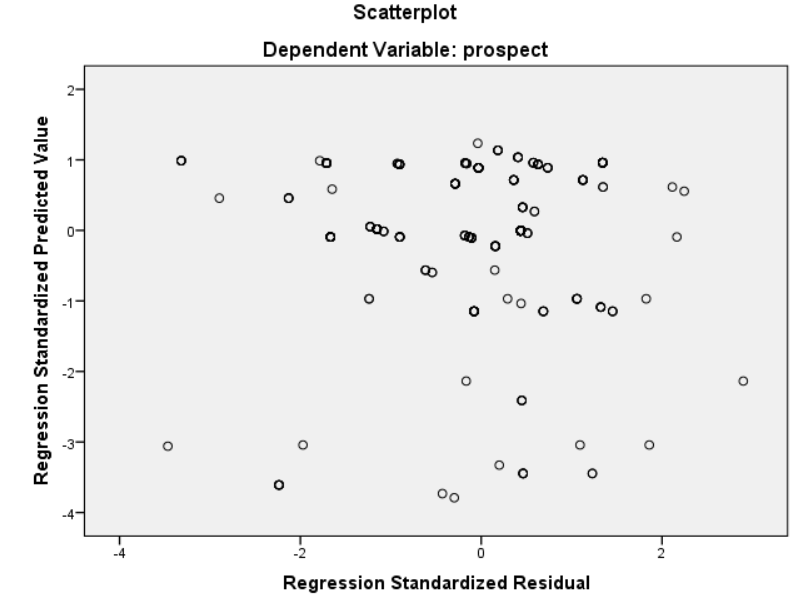 Scatterplot
Dependent Variable: prospect
Regression Standardized Predicted Value
2
1
0
-1
-2
-3
-4
-4 -2 0 2
Regression Standardized Residual